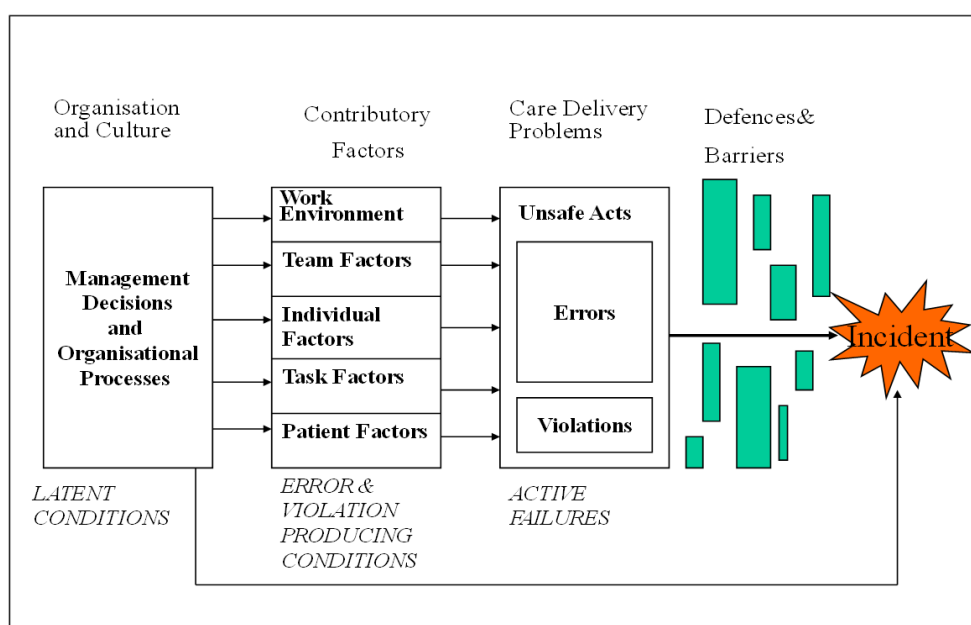 Organisation
and Culture
Contributory
Factors
Care Delivery
Problems
Defences&
Barriers
Management
Decisions
and
Organisational
Processes
Work
Environment
Team Factors
Individual
Factors
Task Factors
Patient Factors
Unsafe Acts
Errors
Violations
Incident
LATENT
CONDITIONS
ERROR &
VIOLATION
PRODUCING
CONDITIONS
ACTIVE
FAILURES